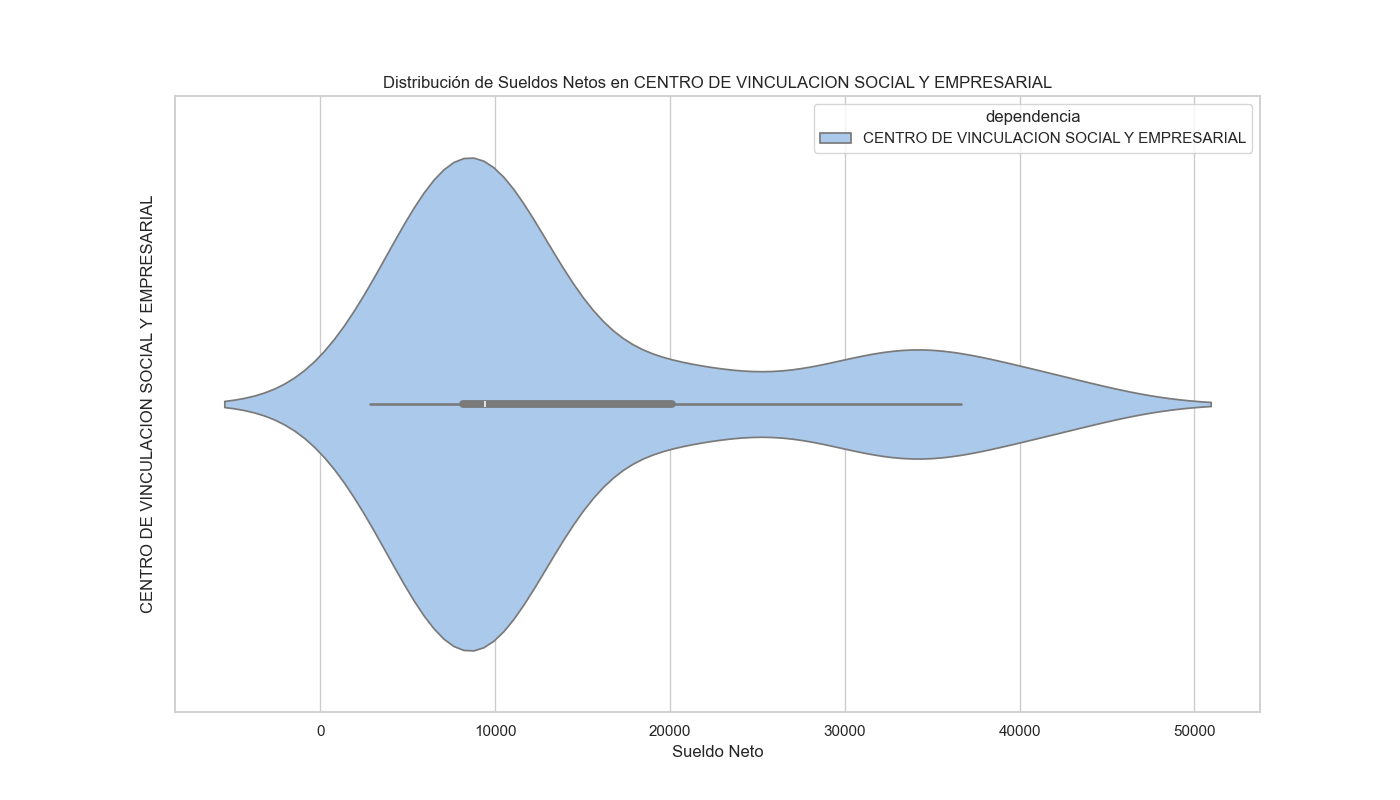 Distribución de Sueldos Netos en CENTRO DE VINCULACION SOCIAL Y EMPRESARIAL
dependencia
CENTRO DE VINCULACION SOCIAL Y EMPRESARIAL
CENTRO DE VINCULACION SOCIAL Y EMPRESARIAL
0 10000 20000 30000 40000 50000
Sueldo Neto